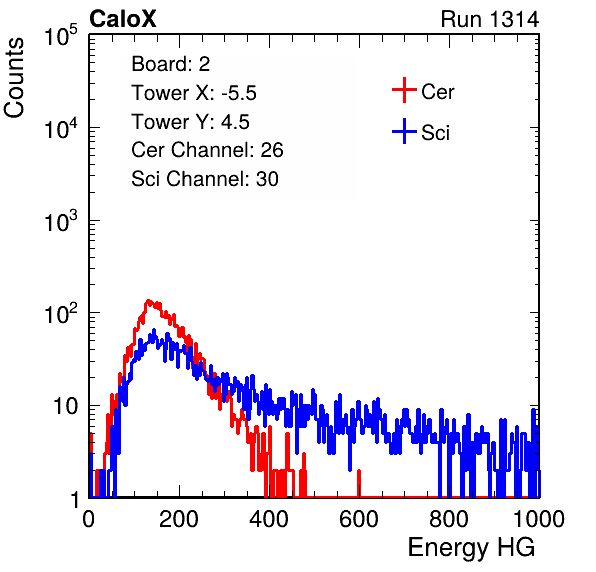 CaloX Run 1314
Counts
10^5
10^4
10^3
10^2
10
1
Board: 2
Tower X: -5.5
Tower Y: 4.5
Cer Channel: 26
Sci Channel: 30
Cer
Sci
0 200 400 600 800 1000
Energy HG